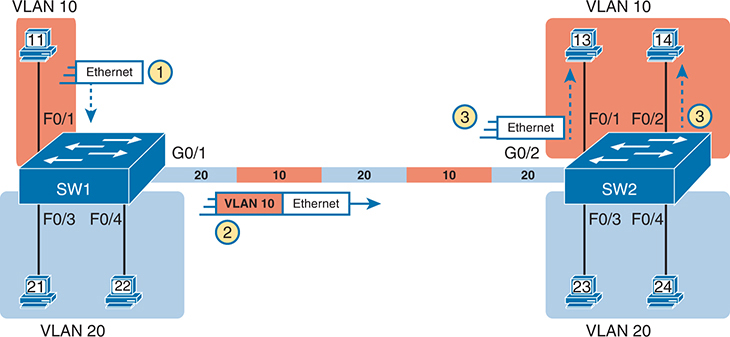 VLAN 10
VLAN 10
11
13
14
Ethernet
1
3
Ethernet
3
F0/1
F0/1
F0/2
G0/1
G0/2
20
10
20
10
20
SW1
SW2
VLAN 10
Ethernet
2
F0/3
F0/4
F0/3
F0/4
21
22
23
24
VLAN 20
VLAN 20